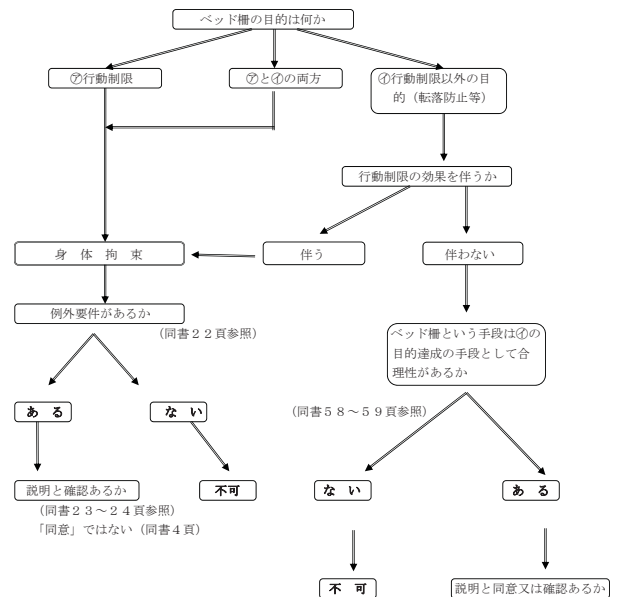 ベッド柵の目的は何か
㋐行動制限
㋐と㋑の両方
㋑行動制限以外の目
的（転落防止等）
行動制限の効果を伴うか
身　体　拘　束
伴う
伴わない
例外要件があるか
（同書２２頁参照）
ベッド柵という手段は㋑の
目的達成の手段として合
理性があるか
あ　る
な　い
（同書５８～５９頁参照）
説明と確認あるか
不可
な　い
あ　る
（同書２３～２４頁参照）
「同意」ではない（同書４頁）
不　可
説明と同意又は確認あるか